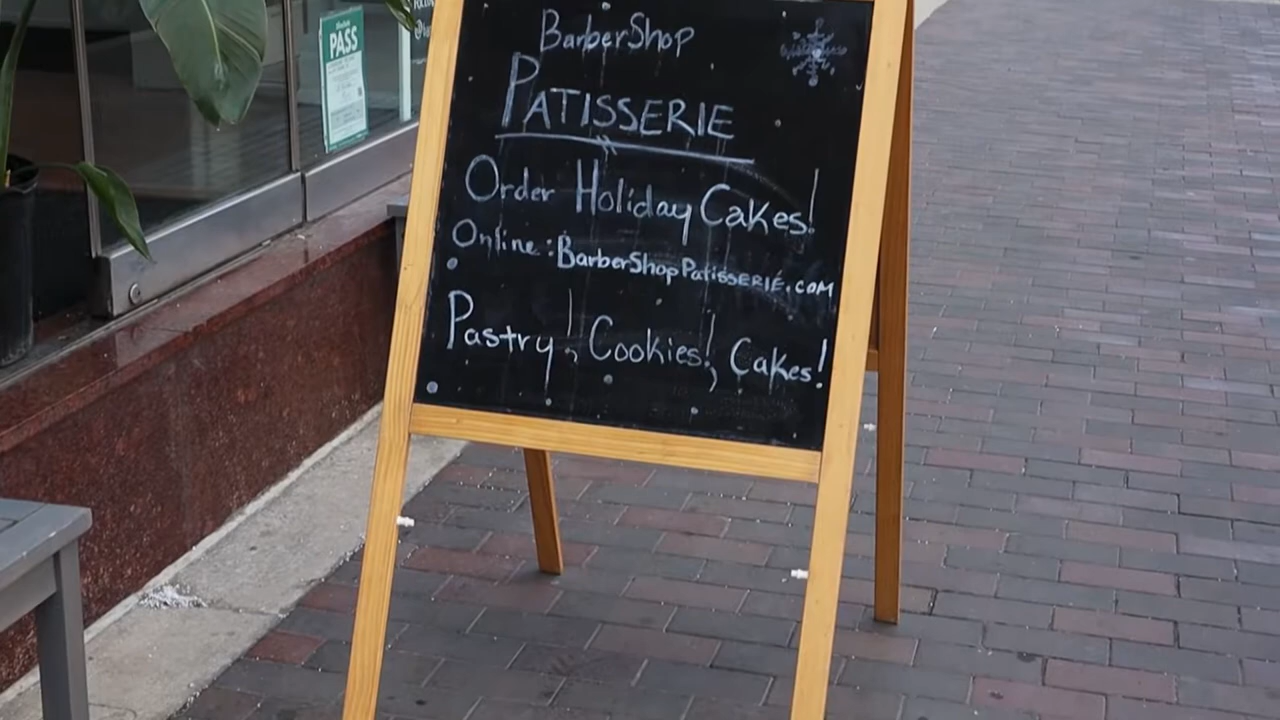 PASS
BarberShop
PATISSERIE
Order Holiday Cakes!
Online: BarberShopPatisserie.com
Pastry!, Cookies!, Cakes!